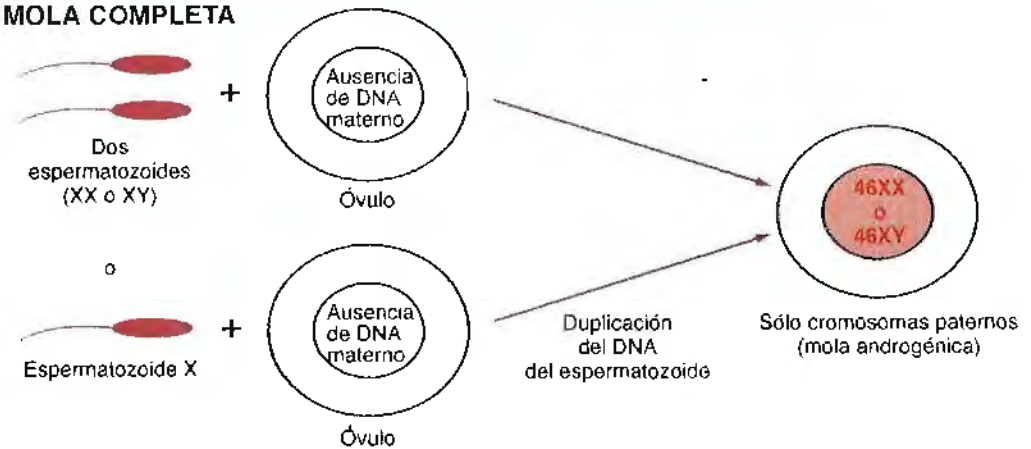 MOLA COMPLETA
+
Ausencia
de DNA
materno
Dos
espermatozoides
(XX o XY)
Óvulo
46XX
o
46XY
o
+
Ausencia
de DNA
materno
Espermatozoide X
Óvulo
Duplicación
del DNA
del espermatozoide
Sólo cromosomas paternos
(mola androgénica)